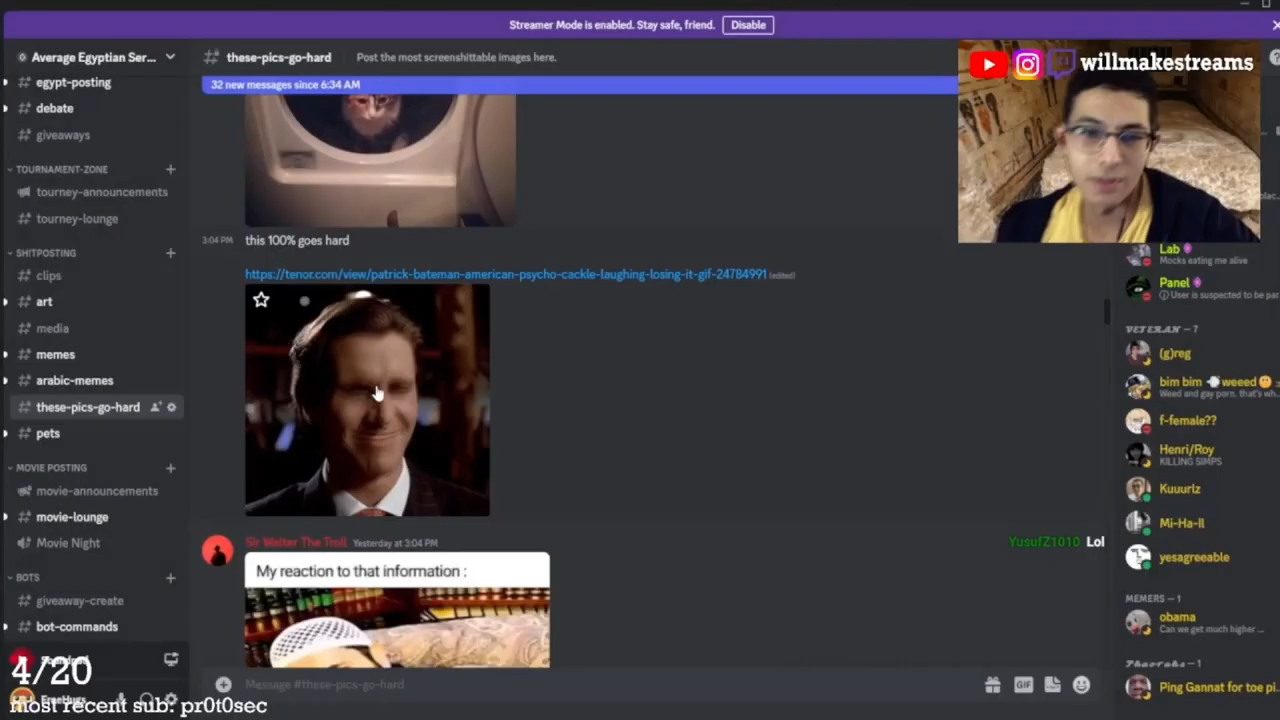 Streamer Mode is enabled. Stay safe, friend. Disable
Average Egyptian Ser...
these-pics-go-hard
Post the most screenshittable images here.
willmakestreams
32 new messages since 6:34 AM
egypt-posting
debate
giveaways
TOURNAMENT-ZONE
tourney-announcements
tourney-lounge
SHITPOSTING
clips
art
media
memes
arabic-memes
these-pics-go-hard
pets
MOVIE POSTING
movie-announcements
movie-lounge
Movie Night
BOTS
giveaway-create
bot-commands
4/20
FreeHugs
most recent sub: pr0t0sec
3:04 PM
this 100% goes hard
https://tenor.com/view/patrick-bateman-american-psycho-cackle-laughing-losing-it-gif-24784991 (edited)
Sir Walter The Troll Yesterday at 3:04 PM
My reaction to that information :
YusufZ1010 Lol
Message #these-pics-go-hard
GIF
Lab
Mocks eating me alive
Panel
User is suspected to be par
VETERAN — 7
(g)reg
bim bim weeed
Weed and gay porn. that's wh...
f-female??
Henri/Roy
KILLING SIMPS
Kuuurlz
Mi-Ha-Il
yesagreeable
MEMERS — 1
obama
Can we get much higher ...
Pharaohs — 1
Ping Gannat for toe pi...